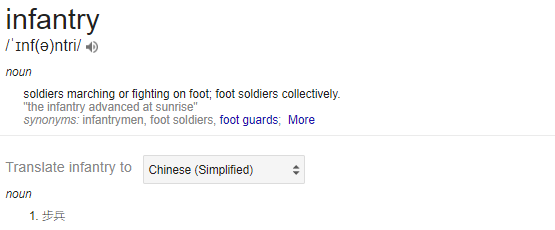 infantry
/ˈɪnf(ə)ntri/
noun
soldiers marching or fighting on foot; foot soldiers collectively.
"the infantry advanced at sunrise"
synonyms: infantrymen, foot soldiers, foot guards; More
Translate infantry to Chinese (Simplified)
noun
1. 步兵